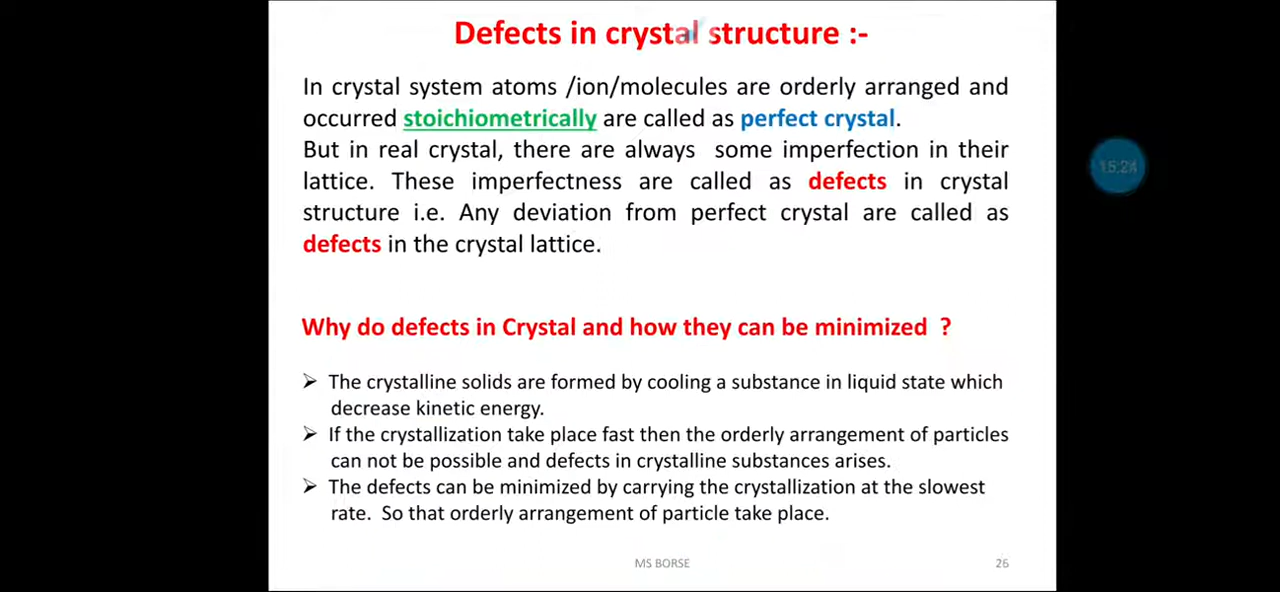 Defects in crystal structure :-
In crystal system atoms /ion/molecules are orderly arranged and
occurred stoichiometrically are called as perfect crystal.
But in real crystal, there are always some imperfection in their
lattice. These imperfectness are called as defects in crystal
structure i.e. Any deviation from perfect crystal are called as
defects in the crystal lattice.
15:24
Why do defects in Crystal and how they can be minimized ?
➢ The crystalline solids are formed by cooling a substance in liquid state which
decrease kinetic energy.
➢ If the crystallization take place fast then the orderly arrangement of particles
can not be possible and defects in crystalline substances arises.
➢ The defects can be minimized by carrying the crystallization at the slowest
rate. So that orderly arrangement of particle take place.
MS BORSE 26